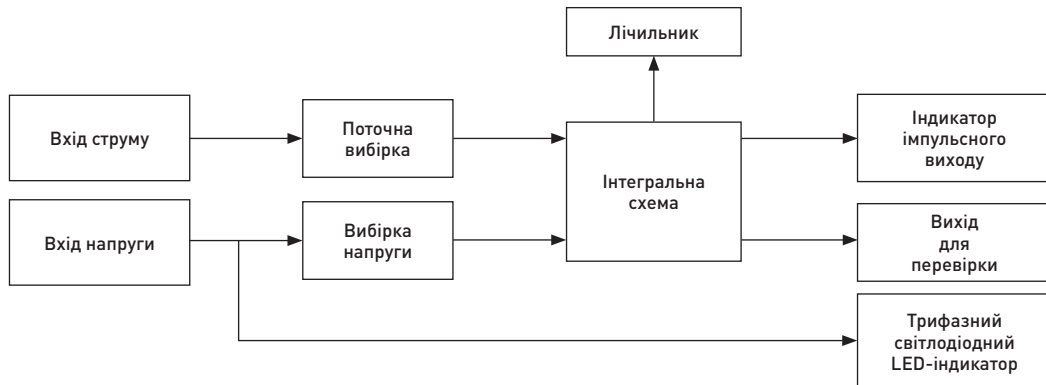 Лічильник
Вхід струму
Поточна
вибірка
Інтегральна
схема
Індикатор
імпульсного
виходу
Вхід напруги
Вибірка
напруги
Вихід
для
перевірки
Трифазний
світлодіодний
LED-індикатор